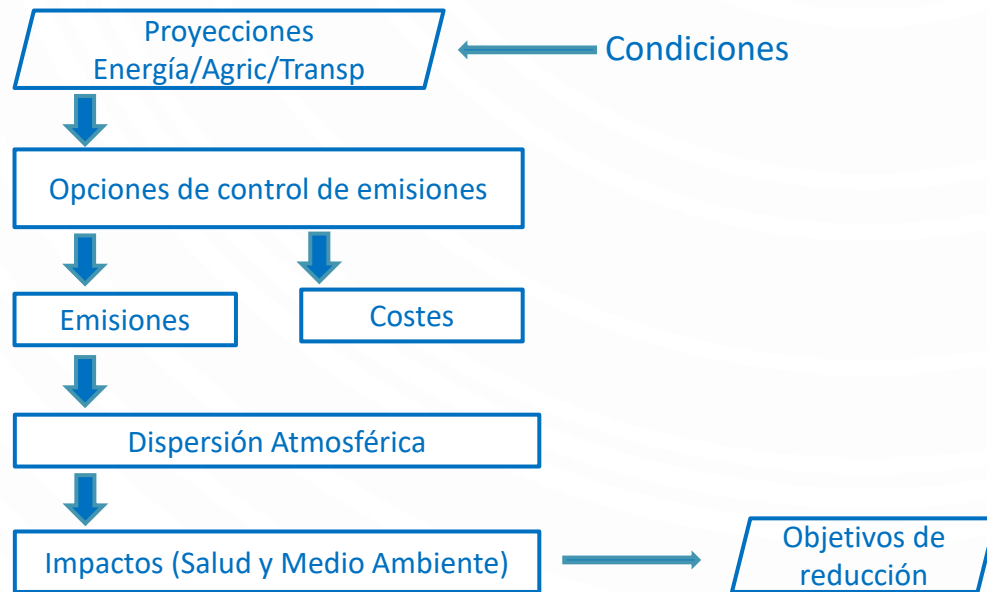 Proyecciones
Energía/Agric/Transp
Condiciones
Opciones de control de emisiones
Emisiones
Costes
Dispersión Atmosférica
Impactos (Salud y Medio Ambiente)
Objetivos de
reducción